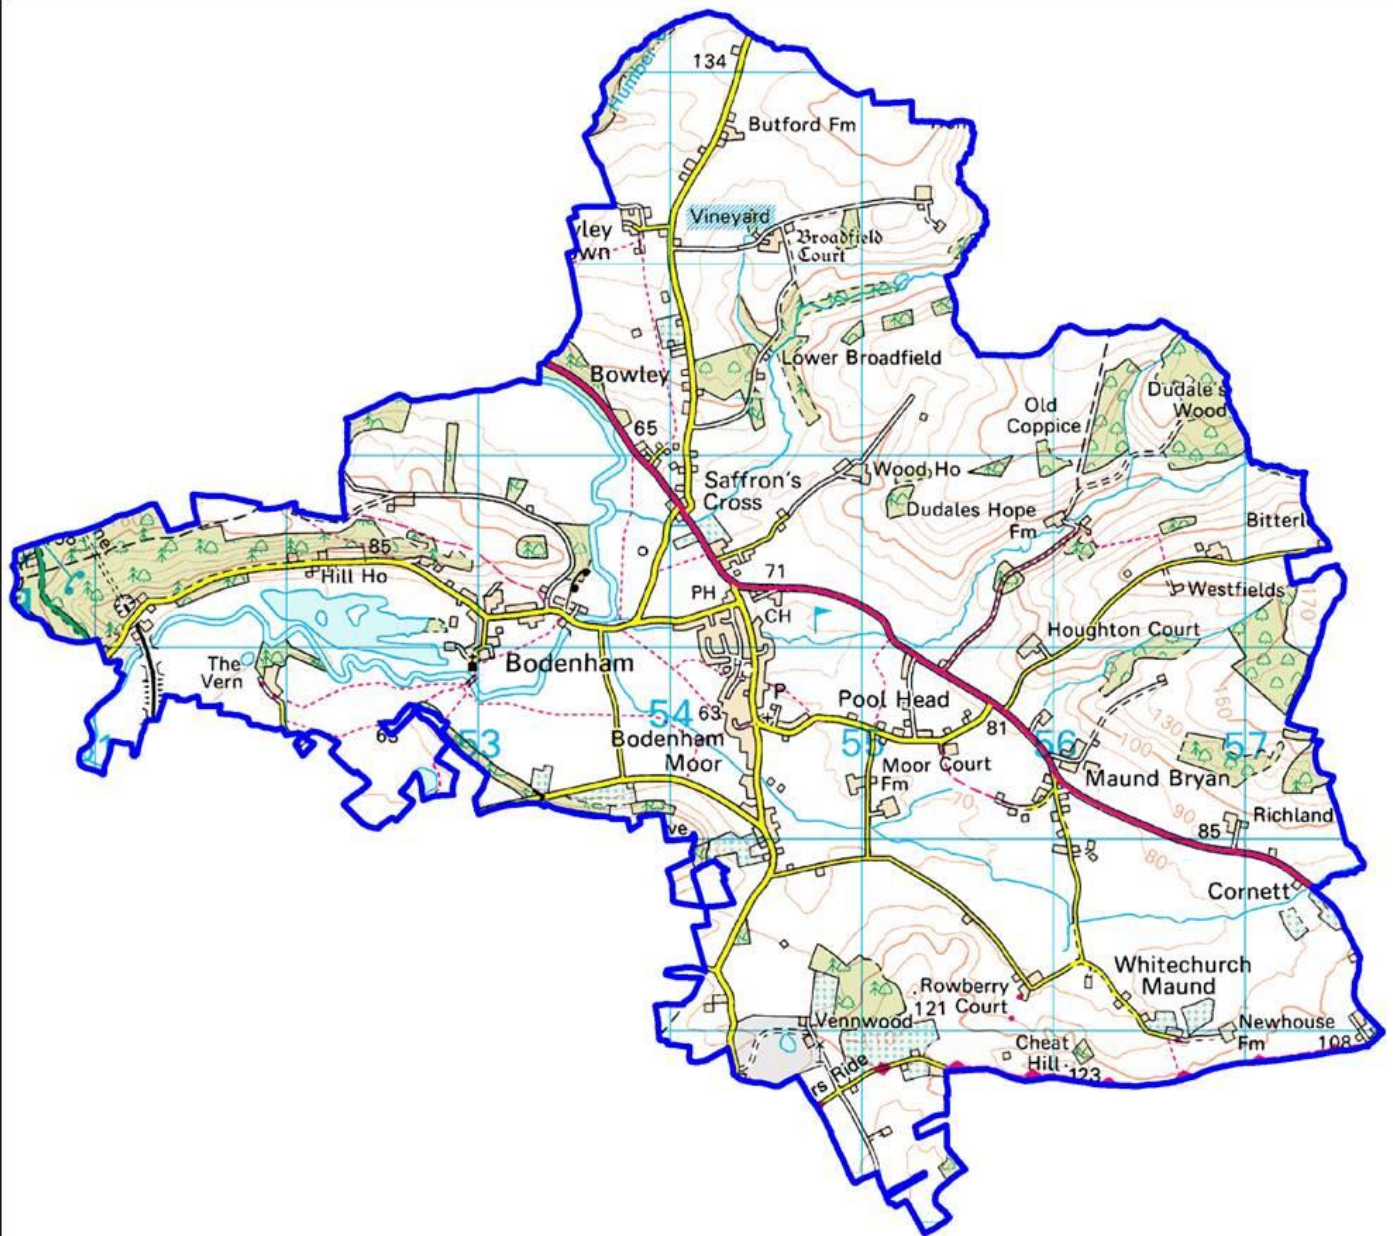 Humber
134
Butford Fm
Vineyard
Broadfield
Court
Lower Broadfield
Bowley
Old
Coppice
Dudale's
Wood
65
Wood Ho
Saffron's
Cross
Dudales Hope
Fm
85
Hill Ho
71
PH
CH
Westfields
170
Houghton Court
The
Vern
Bodenham
P
Pool Head
63
54
Bodenham
Moor
53
55
81
56
57
150
130
100
Moor Court
Fm
Maund Bryan
70
90
85
Richland
80
Cornett
Whitechurch
Maund
Rowberry
121 Court
Vennwood
Newhouse
Fm
Cheat
Hill
123
108
rs Ride